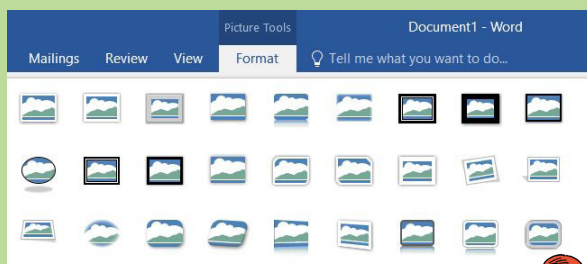 Picture Tools Document1 - Word
Mailings Review View Format Tell me what you want to do...